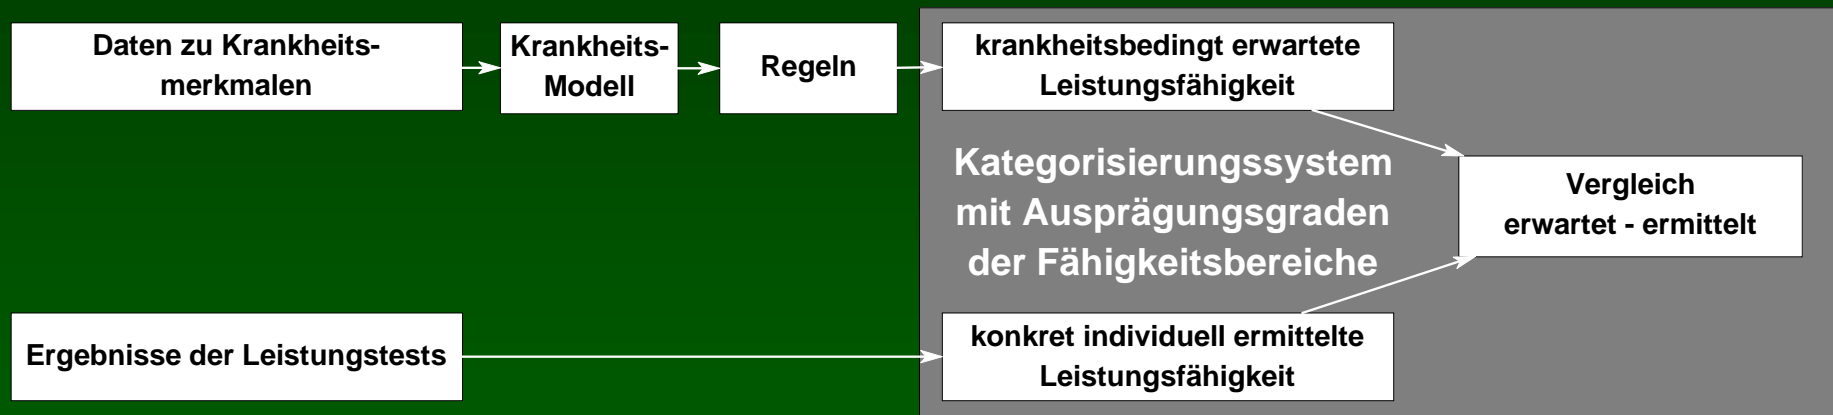 Daten zu Krankheits-
merkmalen
Krankheits-
Modell
Regeln
krankheitsbedingt erwartete
Leistungsfähigkeit
Kategorisierungssystem
mit Ausprägungsgraden
der Fähigkeitsbereiche
Vergleich
erwartet - ermittelt
Ergebnisse der Leistungstests
konkret individuell ermittelte
Leistungsfähigkeit